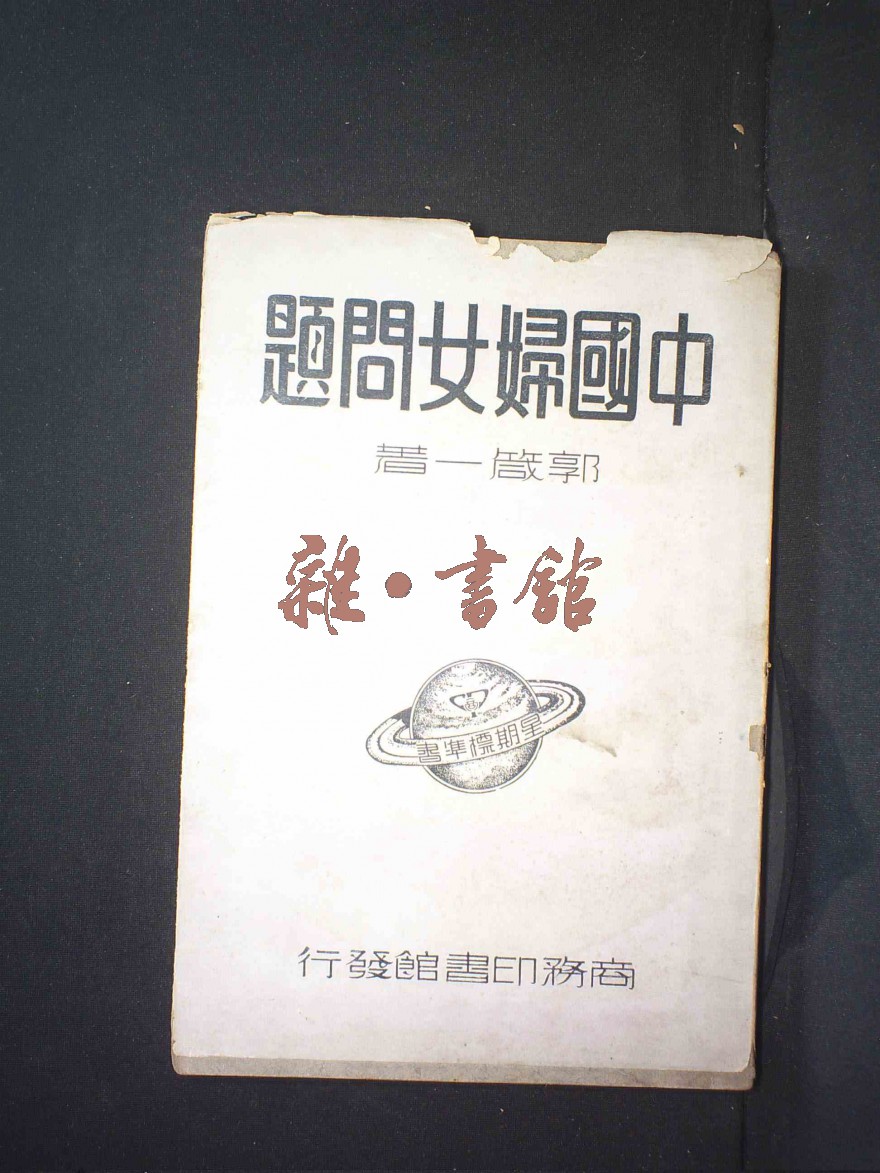 中國婦女問題
郭箴一著
雜・書館
星期標準書
商務印書館發行